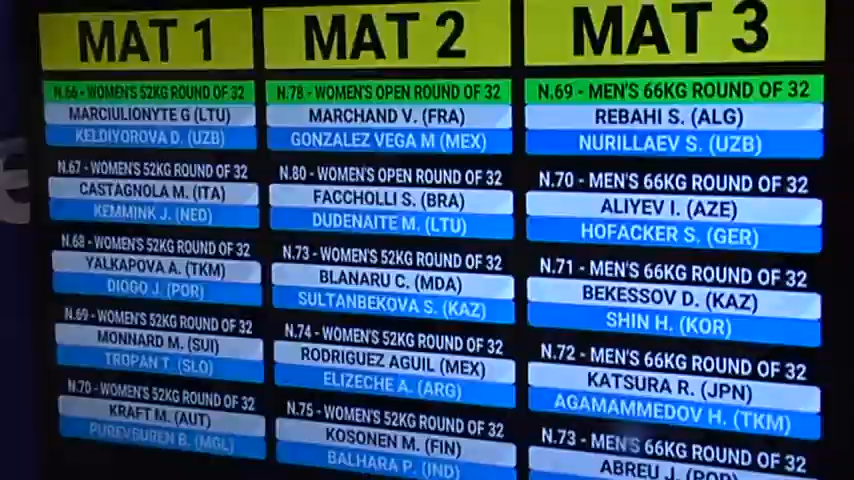 MAT 1
N.66 - WOMEN'S 52KG ROUND OF 32
MARCIULIONYTE G (LTU)
KELDIYOROVA D. (UZB)
N.67 - WOMEN'S 52KG ROUND OF 32
CASTAGNOLA M. (ITA)
KEMMINK J. (NED)
N.68 - WOMEN'S 52KG ROUND OF 32
YALKAPOVA A. (TKM)
DIOGO J. (POR)
N.69 - WOMEN'S 52KG ROUND OF 32
MONNARD M. (SUI)
TROPAN T. (SLO)
N.70 - WOMEN'S 52KG ROUND OF 32
KRAFT M. (AUT)
PUREVSUREN B. (MGL)
MAT 2
N.78 - WOMEN'S OPEN ROUND OF 32
MARCHAND V. (FRA)
GONZALEZ VEGA M (MEX)
N.80 - WOMEN'S OPEN ROUND OF 32
FACCHOLLI S. (BRA)
DUDENAITE M. (LTU)
N.73 - WOMEN'S 52KG ROUND OF 32
BLANARU C. (MDA)
SULTANBEKOVA S. (KAZ)
N.74 - WOMEN'S 52KG ROUND OF 32
RODRIGUEZ AGUIL (MEX)
ELIZECHE A. (ARG)
N.75 - WOMEN'S 52KG ROUND OF 32
KOSONEN M. (FIN)
BALHARA P. (IND)
MAT 3
N.69 - MEN'S 66KG ROUND OF 32
REBAHI S. (ALG)
NURILLAEV S. (UZB)
N.70 - MEN'S 66KG ROUND OF 32
ALIYEV I. (AZE)
HOFACKER S. (GER)
N.71 - MEN'S 66KG ROUND OF 32
BEKESSOV D. (KAZ)
SHIN H. (KOR)
N.72 - MEN'S 66KG ROUND OF 32
KATSURA R. (JPN)
AGAMAMMEDOV H. (TKM)
N.73 - MEN'S 66KG ROUND OF 32
ABREU J.